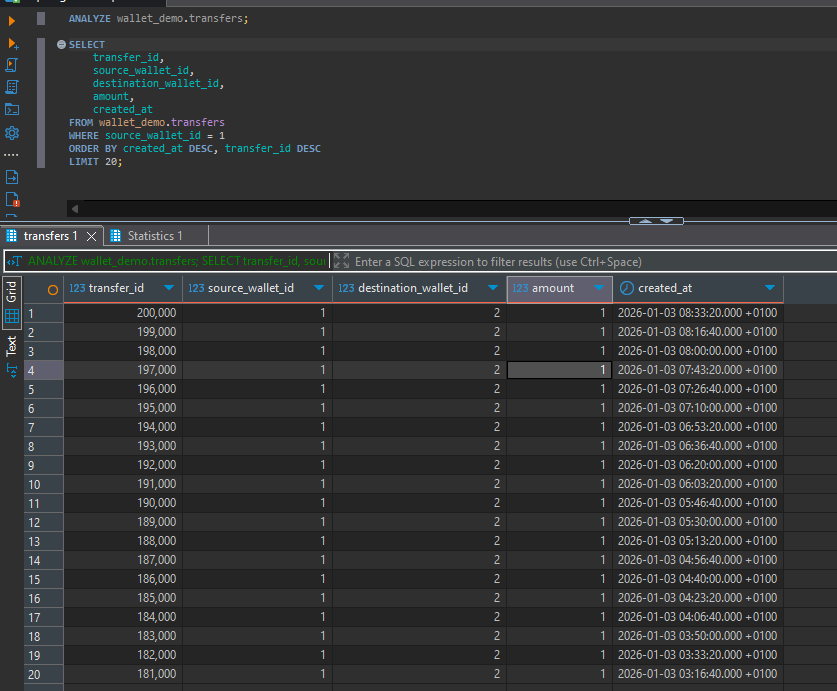 ANALYZE wallet_demo.transfers;
SELECT
transfer_id,
source_wallet_id,
destination_wallet_id,
amount,
created_at
FROM wallet_demo.transfers
WHERE source_wallet_id = 1
ORDER BY created_at DESC, transfer_id DESC
LIMIT 20;
transfers 1 Statistics 1
ANALYZE wallet_demo.transfers; SELECT transfer_id, sour Enter a SQL expression to filter results (use Ctrl+Space)
Grid
Text
123 transfer_id 123 source_wallet_id 123 destination_wallet_id 123 amount created_at
1 200,000 1 2 1 2026-01-03 08:33:20.000 +0100
2 199,000 1 2 1 2026-01-03 08:16:40.000 +0100
3 198,000 1 2 1 2026-01-03 08:00:00.000 +0100
4 197,000 1 2 1 2026-01-03 07:43:20.000 +0100
5 196,000 1 2 1 2026-01-03 07:26:40.000 +0100
6 195,000 1 2 1 2026-01-03 07:10:00.000 +0100
7 194,000 1 2 1 2026-01-03 06:53:20.000 +0100
8 193,000 1 2 1 2026-01-03 06:36:40.000 +0100
9 192,000 1 2 1 2026-01-03 06:20:00.000 +0100
10 191,000 1 2 1 2026-01-03 06:03:20.000 +0100
11 190,000 1 2 1 2026-01-03 05:46:40.000 +0100
12 189,000 1 2 1 2026-01-03 05:30:00.000 +0100
13 188,000 1 2 1 2026-01-03 05:13:20.000 +0100
14 187,000 1 2 1 2026-01-03 04:56:40.000 +0100
15 186,000 1 2 1 2026-01-03 04:40:00.000 +0100
16 185,000 1 2 1 2026-01-03 04:23:20.000 +0100
17 184,000 1 2 1 2026-01-03 04:06:40.000 +0100
18 183,000 1 2 1 2026-01-03 03:50:00.000 +0100
19 182,000 1 2 1 2026-01-03 03:33:20.000 +0100
20 181,000 1 2 1 2026-01-03 03:16:40.000 +0100